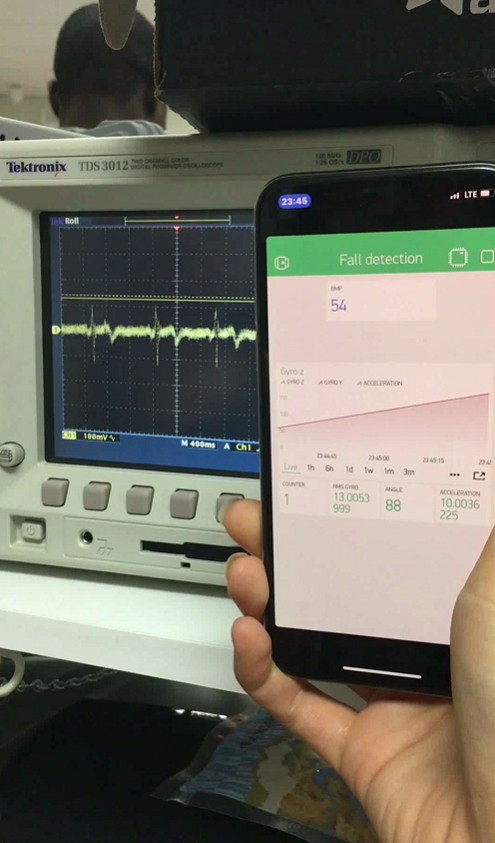 Tektronix TDS 3012 TWO CHANNEL COLOR
DIGITAL PHOSPHOR OSCILLOSCOPE
100 MHz
1.25 GS/s DPO
Roll
Ch1 100mV
M 400ms A Ch1
23:45
LTE
Fall detection
BMP
54
Gyro z
GYRO Z GYRO Y ACCELERATION
23:44:45 23:45:00 23:45:15 23:45
Live 1h 6h 1d 1w 1m 3m
COUNTER RMS GYRO ANGLE ACCELERATION
1 13.0053 88 10.0036
999 225